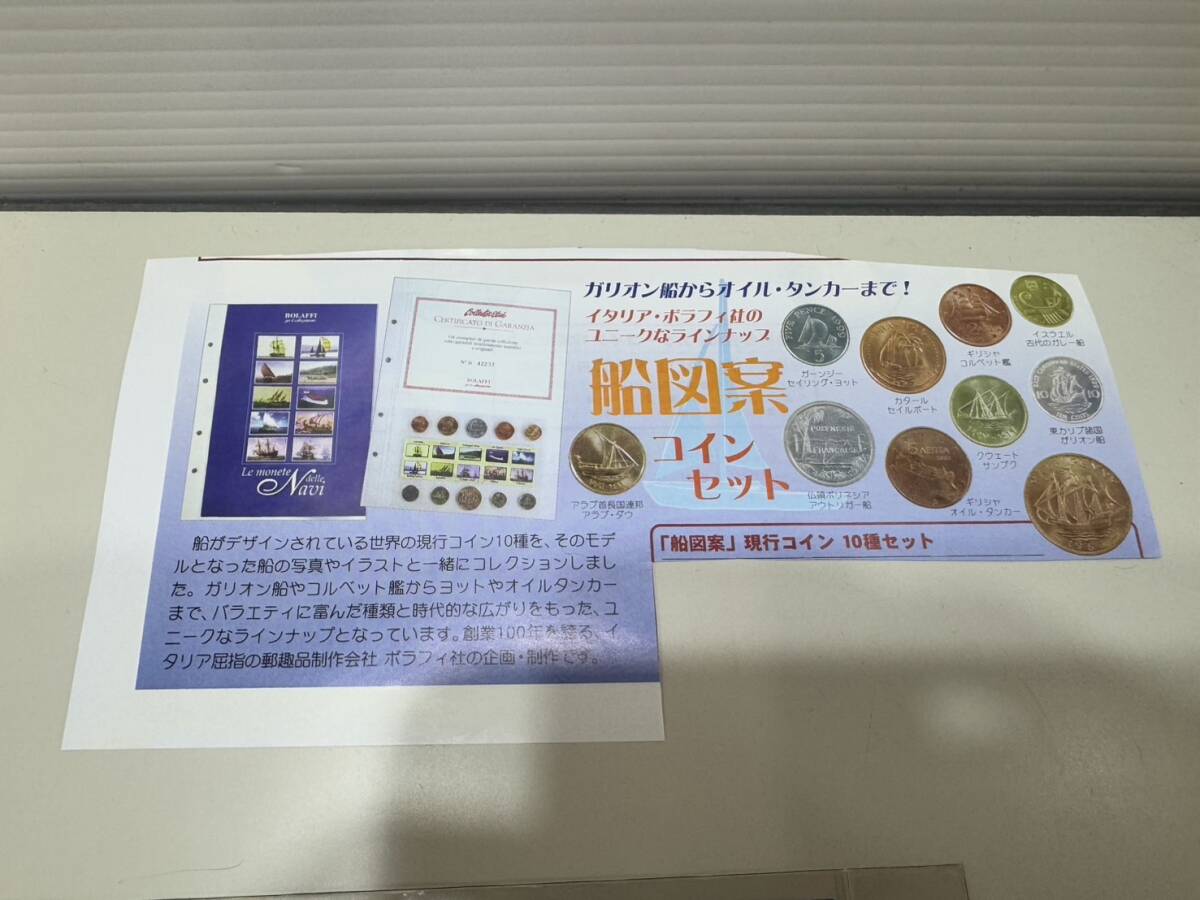 BOLAFFI
per Collezionisti
Le monete
delle
Navi
Collector Club
CERTIFICATO DI GARANZIA
N° 42233
BOLAFFI
ガリオン船からオイル・タンカーまで!
イタリア・ボラフィ社の
ユニークなラインナップ
船図案
コイン
セット
FIVE PENCE 1999
5
ガーンジー
セイリング・ヨット
カタール
セイルボート
ギリシャ
コルベット艦
イスラエル
古代のガレー船
POLYNESIE
FRANCAISE
仏領ポリネシア
アウトリガー船
ギリシャ
オイル・タンカー
クウェート
サンブク
10
10
東カリブ諸国
ガリオン船
アラブ首長国連邦
アラブ・ダウ
「船図案」現行コイン 10種セット
船がデザインされている世界の現行コイン10種を、そのモデ
ルとなった船の写真やイラストと一緒にコレクションしまし
た。ガリオン船やコルベット艦からヨットやオイルタンカー
まで、バラエティに富んだ種類と時代的な広がりをもった、ユ
ニークなラインナップとなっています。創業100年を誇る、イ
タリア屈指の郵趣品制作会社 ボラフィ社の企画・制作です。